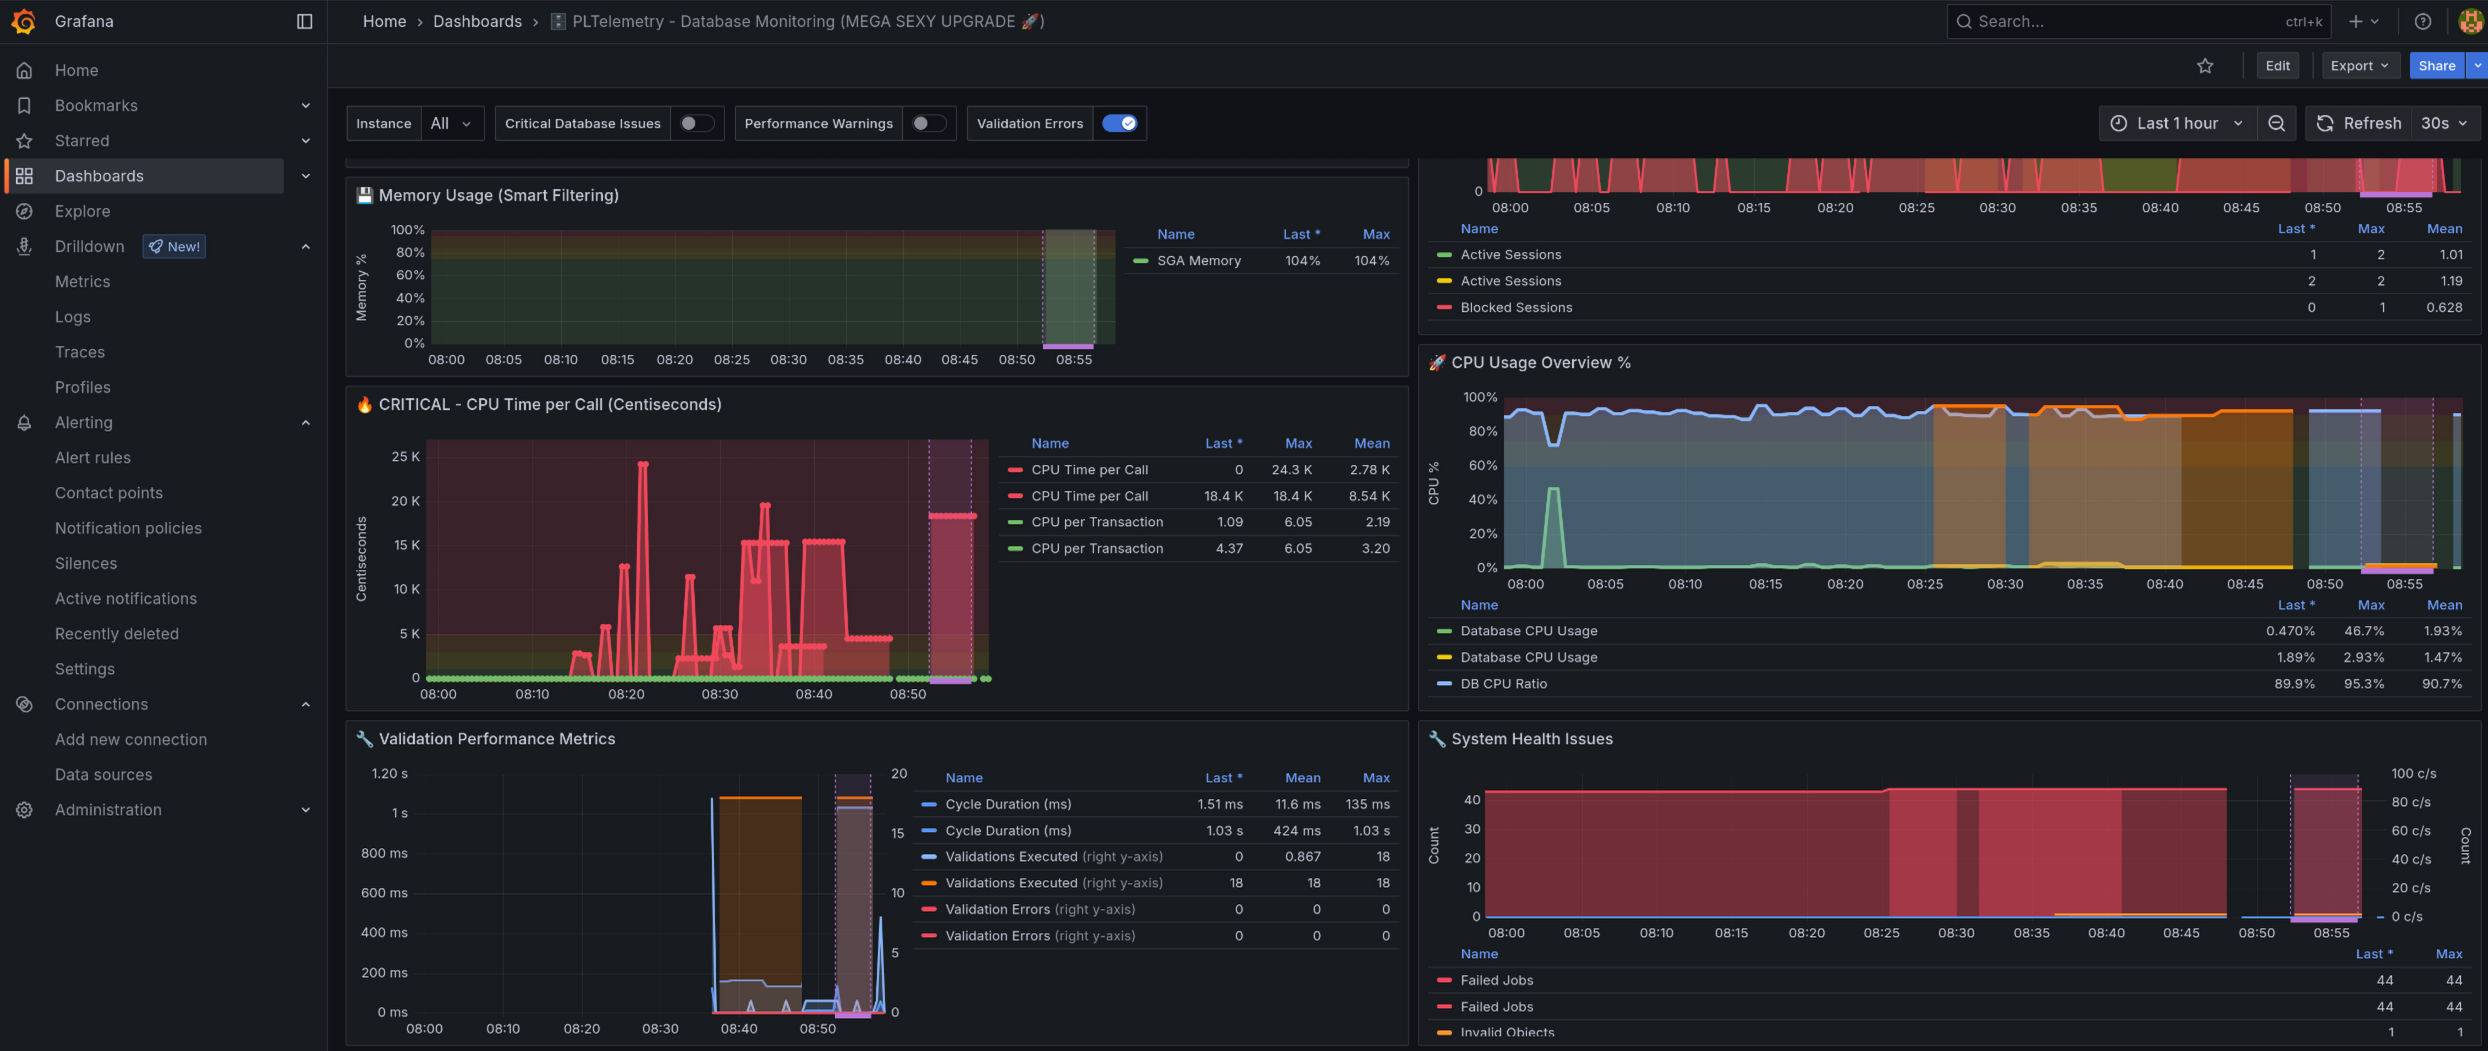 Grafana
Home › Dashboards › 🗄️ PLTelemetry - Database Monitoring (MEGA SEXY UPGRADE 🚀)
Search...
ctrl+k
Home
Bookmarks
Starred
Dashboards
Explore
Drilldown
New!
Metrics
Logs
Traces
Profiles
Alerting
Alert rules
Contact points
Notification policies
Silences
Active notifications
Recently deleted
Settings
Connections
Add new connection
Data sources
Administration
Edit
Export
Share
Instance All
Critical Database Issues
Performance Warnings
Validation Errors
Last 1 hour
Refresh 30s
💾 Memory Usage (Smart Filtering)
Memory %
100%
80%
60%
40%
20%
0%
08:00 08:05 08:10 08:15 08:20 08:25 08:30 08:35 08:40 08:45 08:50 08:55
Name Last * Max
SGA Memory 104% 104%
🔥 CRITICAL - CPU Time per Call (Centiseconds)
Centiseconds
25 K
20 K
15 K
10 K
5 K
0
08:00 08:10 08:20 08:30 08:40 08:50
Name Last * Max Mean
CPU Time per Call 0 24.3 K 2.78 K
CPU Time per Call 18.4 K 18.4 K 8.54 K
CPU per Transaction 1.09 6.05 2.19
CPU per Transaction 4.37 6.05 3.20
🔧 Validation Performance Metrics
1.20 s
1 s
800 ms
600 ms
400 ms
200 ms
0 ms
20
15
10
5
0
08:00 08:10 08:20 08:30 08:40 08:50
Name Last * Mean Max
Cycle Duration (ms) 1.51 ms 11.6 ms 135 ms
Cycle Duration (ms) 1.03 s 424 ms 1.03 s
Validations Executed (right y-axis) 0 0.867 18
Validations Executed (right y-axis) 18 18 18
Validation Errors (right y-axis) 0 0 0
Validation Errors (right y-axis) 0 0 0
0
08:00 08:05 08:10 08:15 08:20 08:25 08:30 08:35 08:40 08:45 08:50 08:55
Name Last * Max Mean
Active Sessions 1 2 1.01
Active Sessions 2 2 1.19
Blocked Sessions 0 1 0.628
🚀 CPU Usage Overview %
CPU %
100%
80%
60%
40%
20%
0%
08:00 08:05 08:10 08:15 08:20 08:25 08:30 08:35 08:40 08:45 08:50 08:55
Name Last * Max Mean
Database CPU Usage 0.470% 46.7% 1.93%
Database CPU Usage 1.89% 2.93% 1.47%
DB CPU Ratio 89.9% 95.3% 90.7%
🔧 System Health Issues
Count
40
30
20
10
0
100 c/s
80 c/s
60 c/s
40 c/s
20 c/s
0 c/s
Count
08:00 08:05 08:10 08:15 08:20 08:25 08:30 08:35 08:40 08:45 08:50 08:55
Name Last * Max
Failed Jobs 44 44
Failed Jobs 44 44
Invalid Objects 1 1